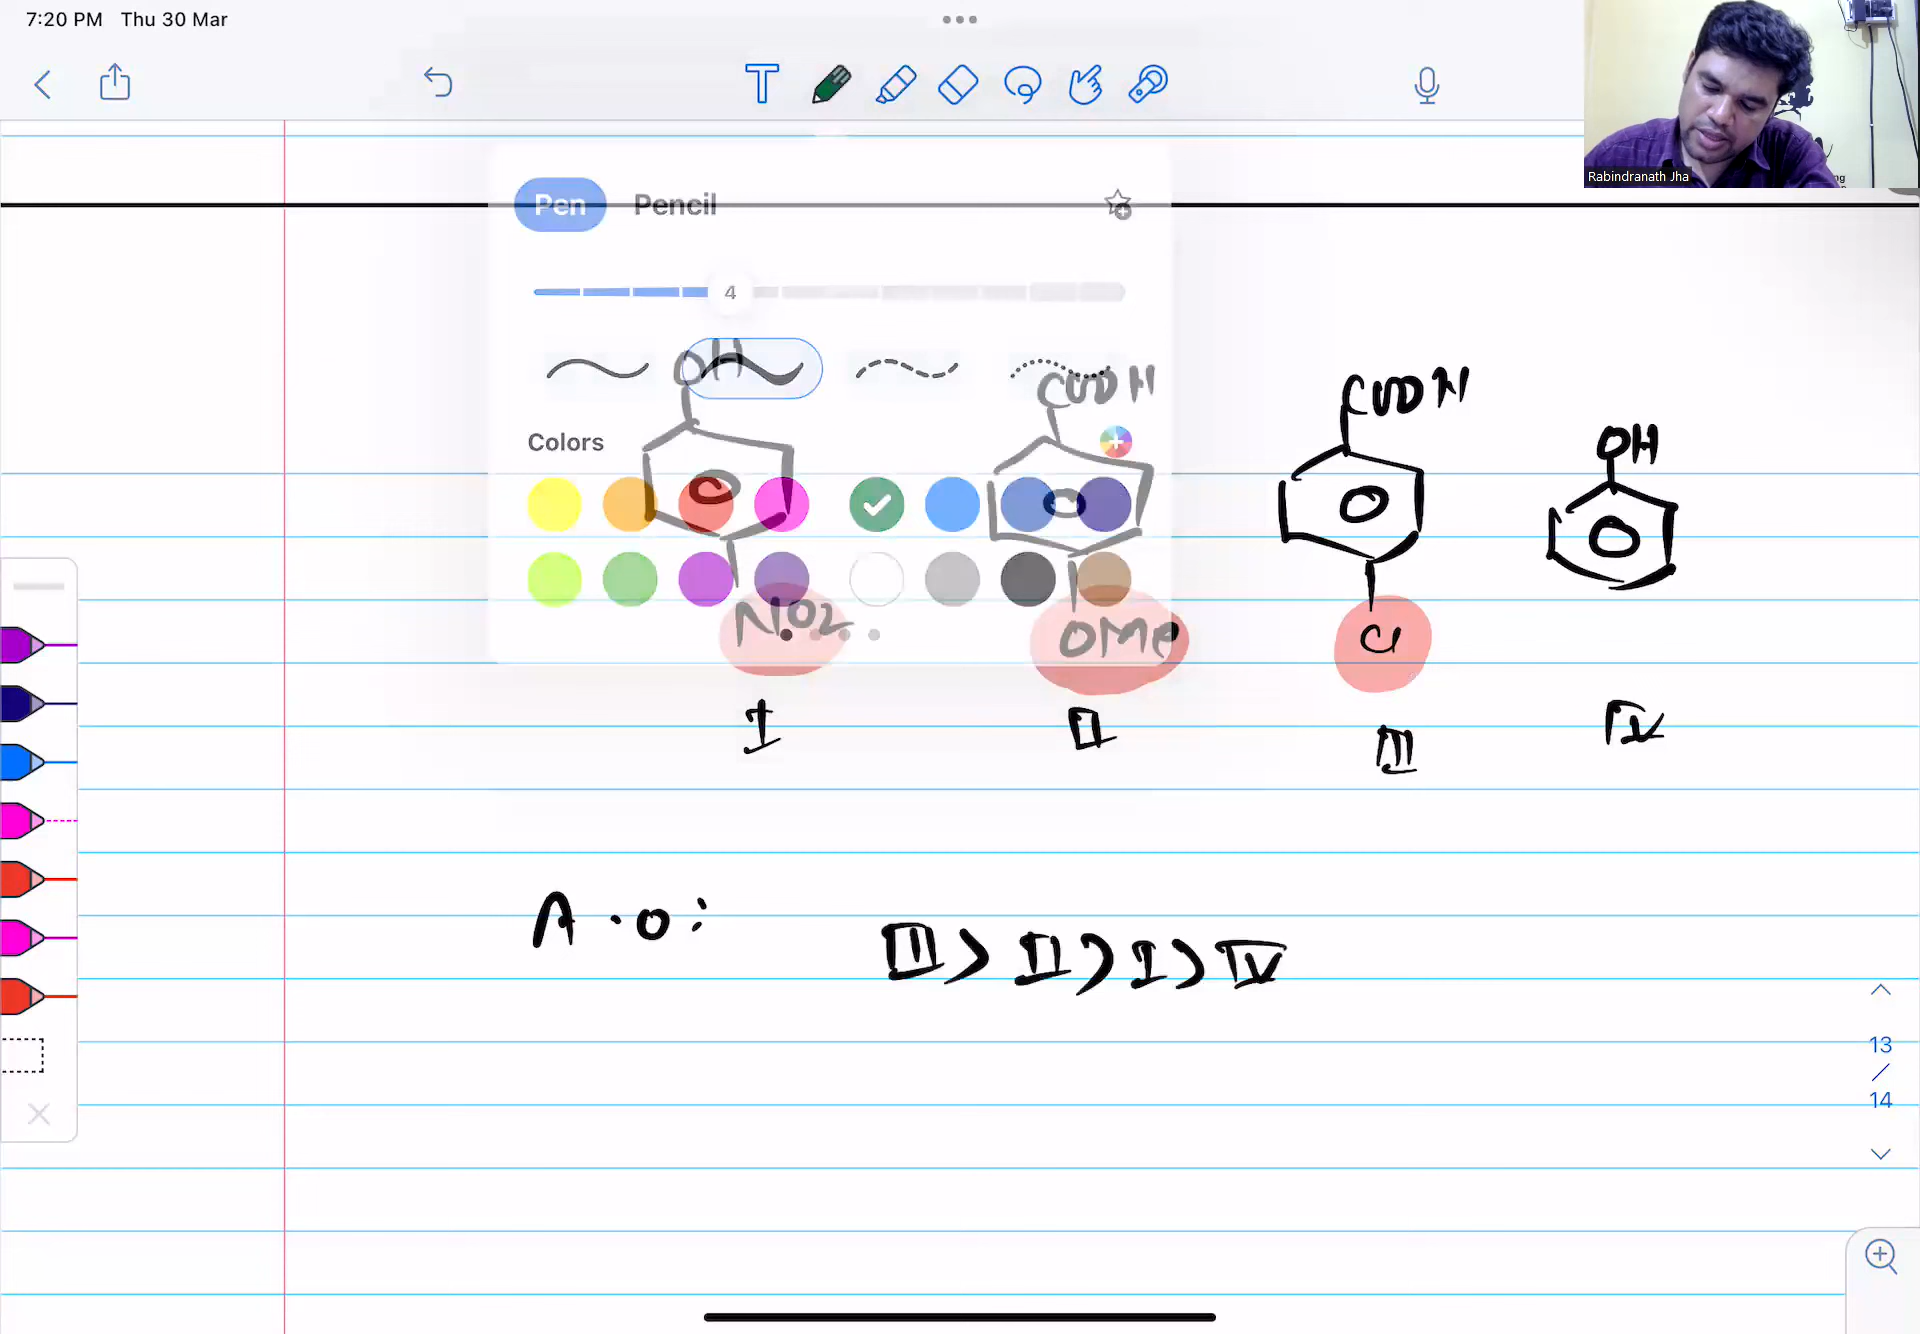 7:20 PM Thu 30 Mar
T
Rabindranath Jha
Pen Pencil
4
OH
COOH
COOH
OH
Colors
NO2
OMe
Cl
I
II
III
IV
A.O:
III > II > I > IV
13
/
14